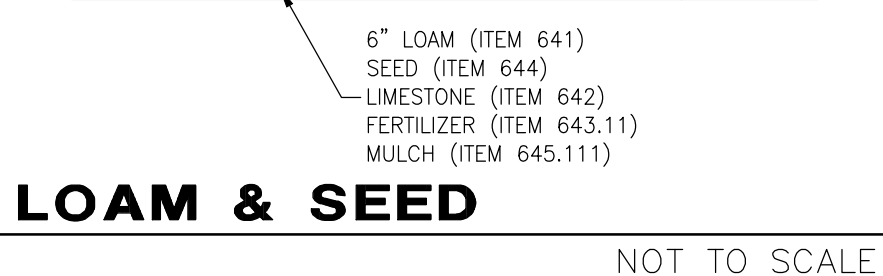 6” LOAM (ITEM 641)
SEED (ITEM 644)
LIMESTONE (ITEM 642)
FERTILIZER (ITEM 643.11)
MULCH (ITEM 645.111)
LOAM & SEED
NOT TO SCALE